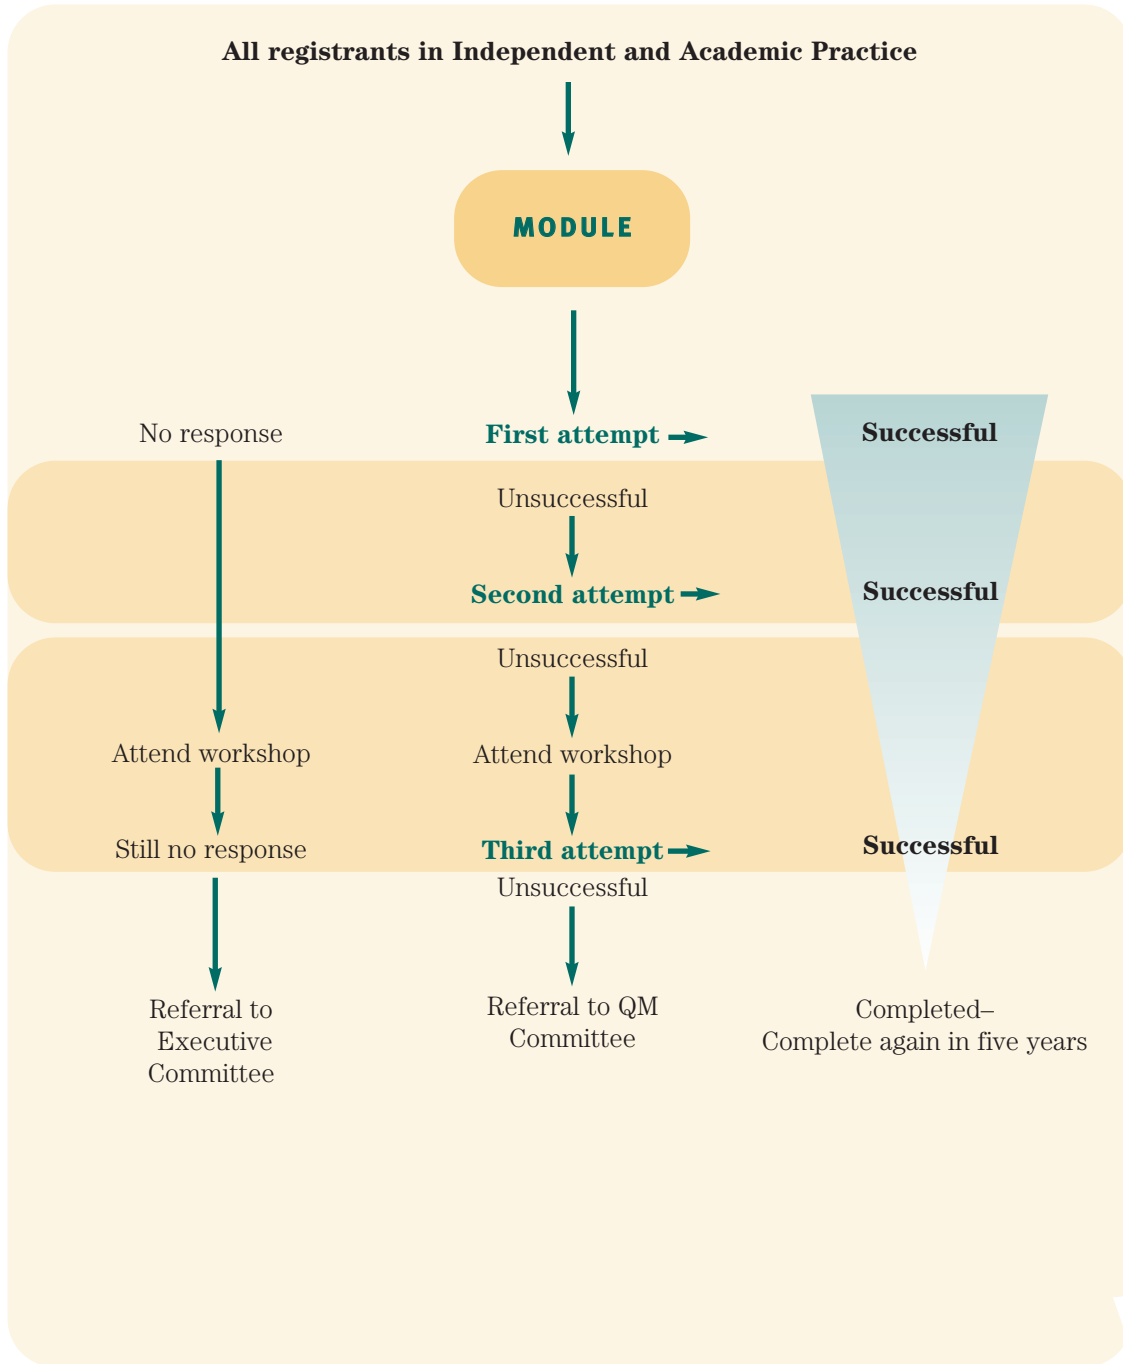 All registrants in Independent and Academic Practice
MODULE
No response
First attempt
Successful
Unsuccessful
Second attempt
Successful
Unsuccessful
Attend workshop
Attend workshop
Still no response
Third attempt
Successful
Unsuccessful
Referral to
Executive
Committee
Referral to QM
Committee
Completed–
Complete again in five years